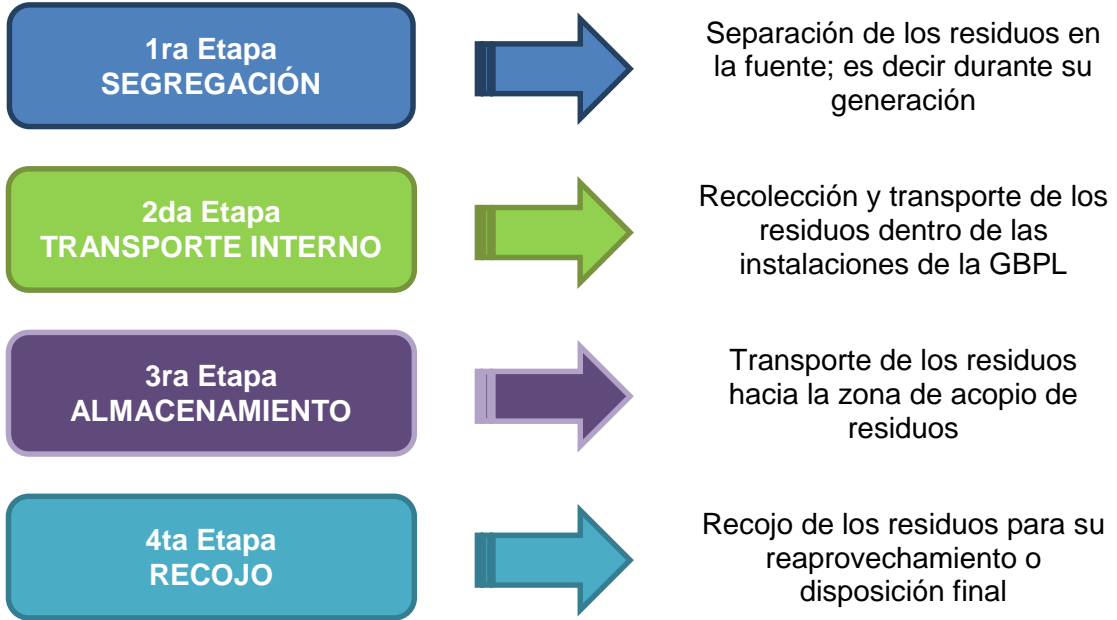 1ra Etapa
SEGREGACIÓN
Separación de los residuos en
la fuente; es decir durante su
generación
2da Etapa
TRANSPORTE INTERNO
Recolección y transporte de los
residuos dentro de las
instalaciones de la GBPL
3ra Etapa
ALMACENAMIENTO
Transporte de los residuos
hacia la zona de acopio de
residuos
4ta Etapa
RECOJO
Recojo de los residuos para su
reaprovechamiento o
disposición final